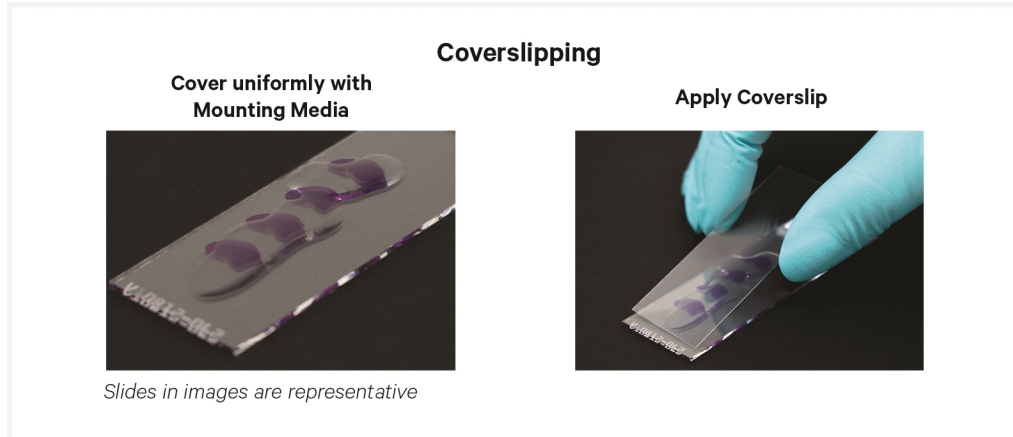 Coverslipping
Cover uniformly with
Mounting Media
Apply Coverslip
Slides in images are representative